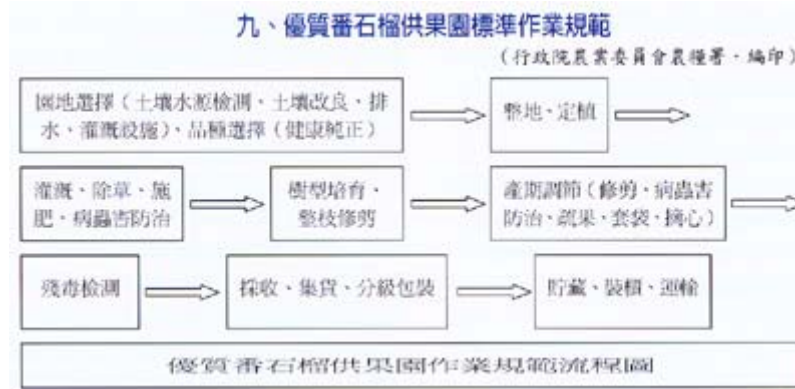 九、優質番石榴供果園標準作業規範
(行政院農業委員會農糧署‧編印)
園地選擇(土壤水源檢測、土壤改良、排
水、灌溉設施)、品種選擇(健康純正)
整地、定植
灌溉、除草、施
肥、病蟲害防治
樹型培育、
整枝修剪
產期調節(修剪、病蟲害
防治、疏果、套袋、摘心)
殘毒檢測
採收、集貨、分級包裝
貯藏、裝櫃、運輸
優質番石榴供果園作業規範流程圖